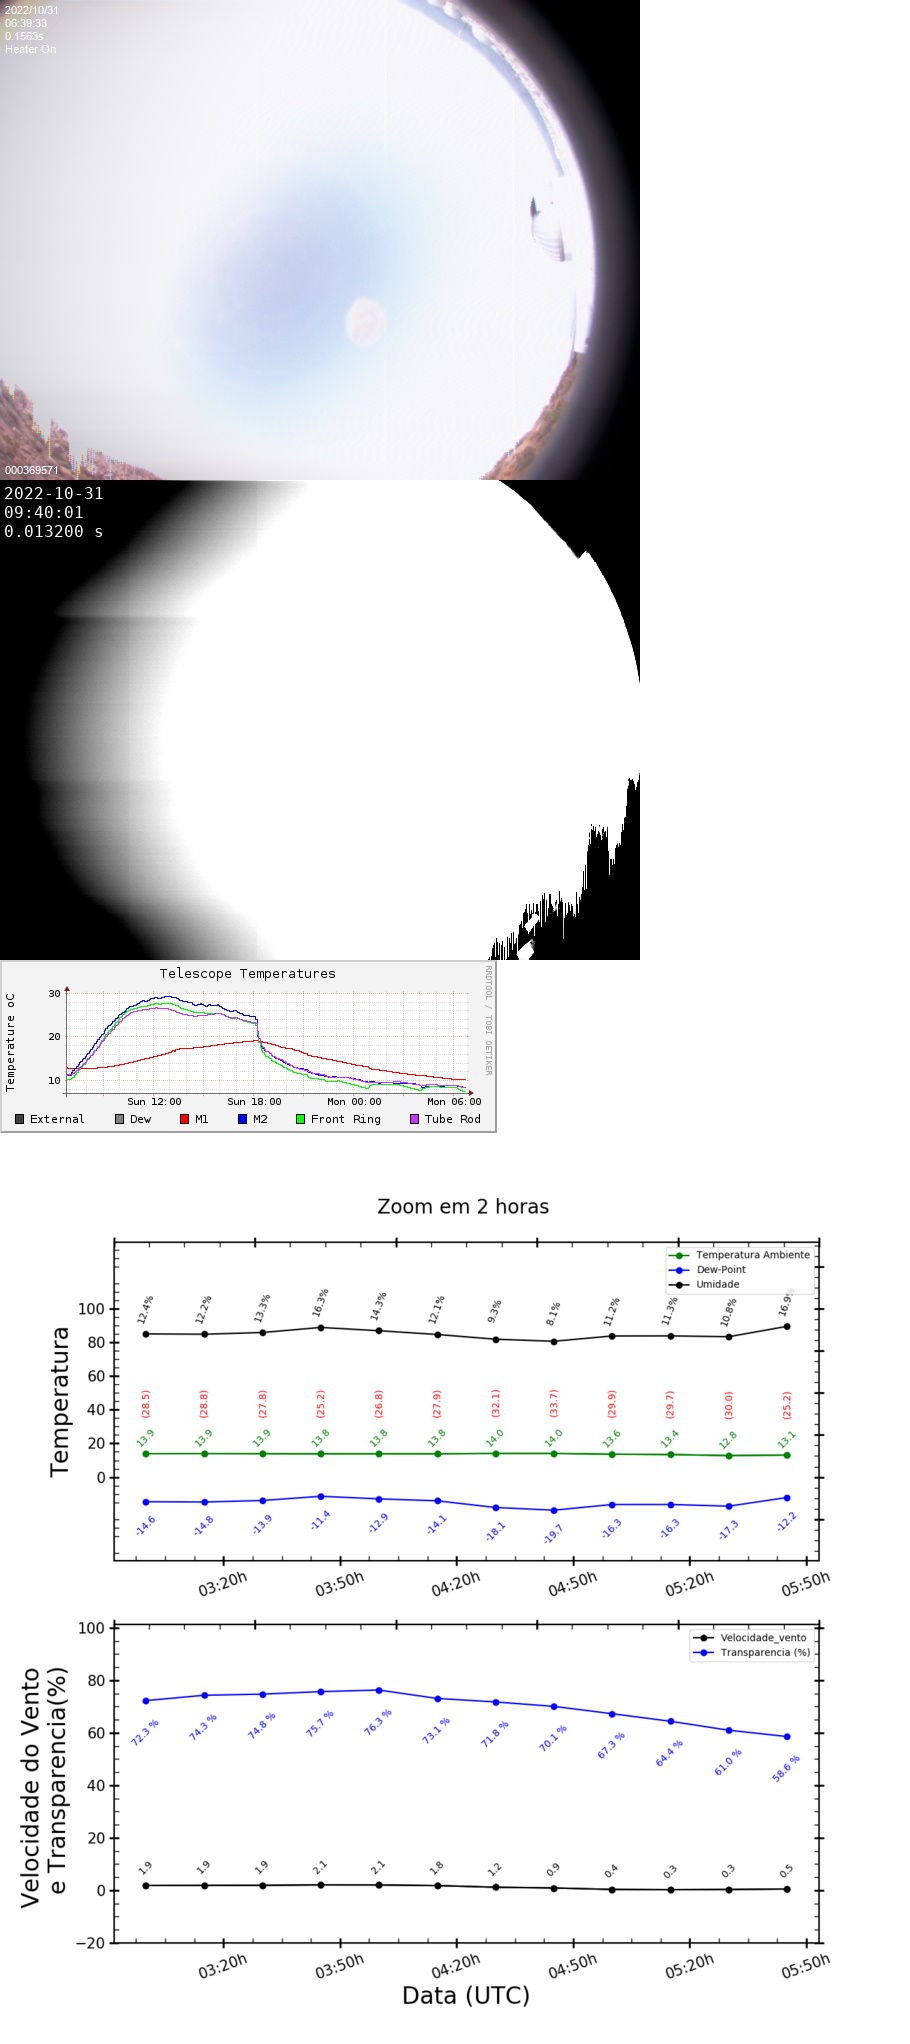 2022/10/31
06:39:33
0.1563s
Heater On
000369571
2022-10-31
09:40:01
0.013200 s
Telescope Temperatures
Temperature oC
30
20
10
Sun 12:00 Sun 18:00 Mon 00:00 Mon 06:00
External Dew M1 M2 Front Ring Tube Rod
RRDTOOL / TOBI OETIKER
Zoom em 2 horas
Temperatura
Temperatura Ambiente
Dew-Point
Umidade
100
80
60
40
20
0
12.4% 12.2% 13.3% 16.3% 14.3% 12.1% 9.3% 8.1% 11.2% 11.3% 10.8% 16.9%
(28.5) (28.8) (27.8) (25.2) (26.8) (27.9) (32.1) (33.7) (29.9) (29.7) (30.0) (25.2)
13.9 13.9 13.9 13.8 13.8 13.8 14.0 14.0 13.6 13.4 12.8 13.1
-14.6 -14.8 -13.9 -11.4 -12.9 -14.1 -18.1 -19.7 -16.3 -16.3 -17.3 -12.2
03:20h 03:50h 04:20h 04:50h 05:20h 05:50h
Velocidade do Vento
e Transparencia(%)
Velocidade_vento
Transparencia (%)
100
80
60
40
20
0
−20
72.3 % 74.3 % 74.8 % 75.7 % 76.3 % 73.1 % 71.8 % 70.1 % 67.3 % 64.4 % 61.0 % 58.6 %
1.9 1.9 1.9 2.1 2.1 1.8 1.2 0.9 0.4 0.3 0.3 0.5
03:20h 03:50h 04:20h 04:50h 05:20h 05:50h
Data (UTC)